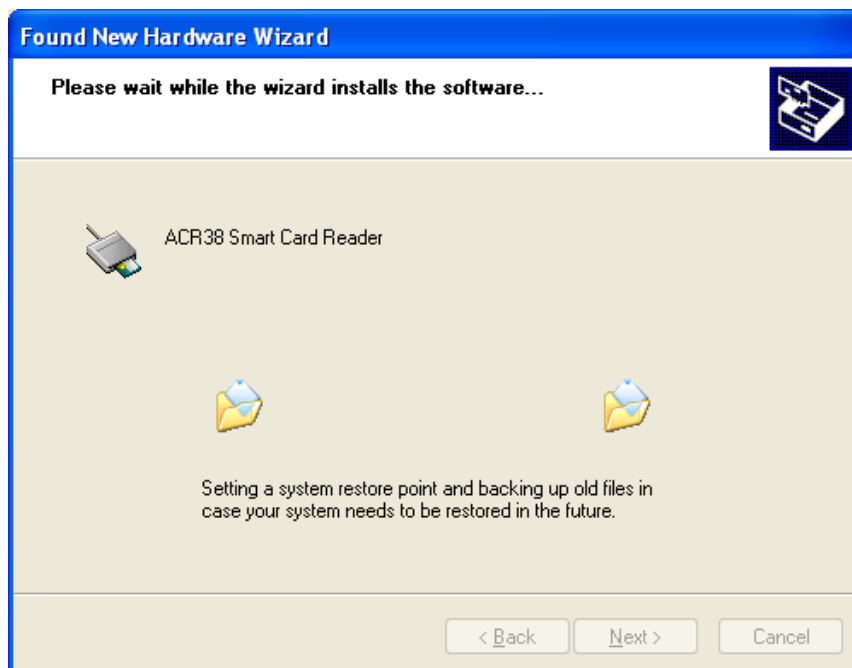 Found New Hardware Wizard
Please wait while the wizard installs the software...
ACR38 Smart Card Reader
Setting a system restore point and backing up old files in
case your system needs to be restored in the future.
< Back Next > Cancel